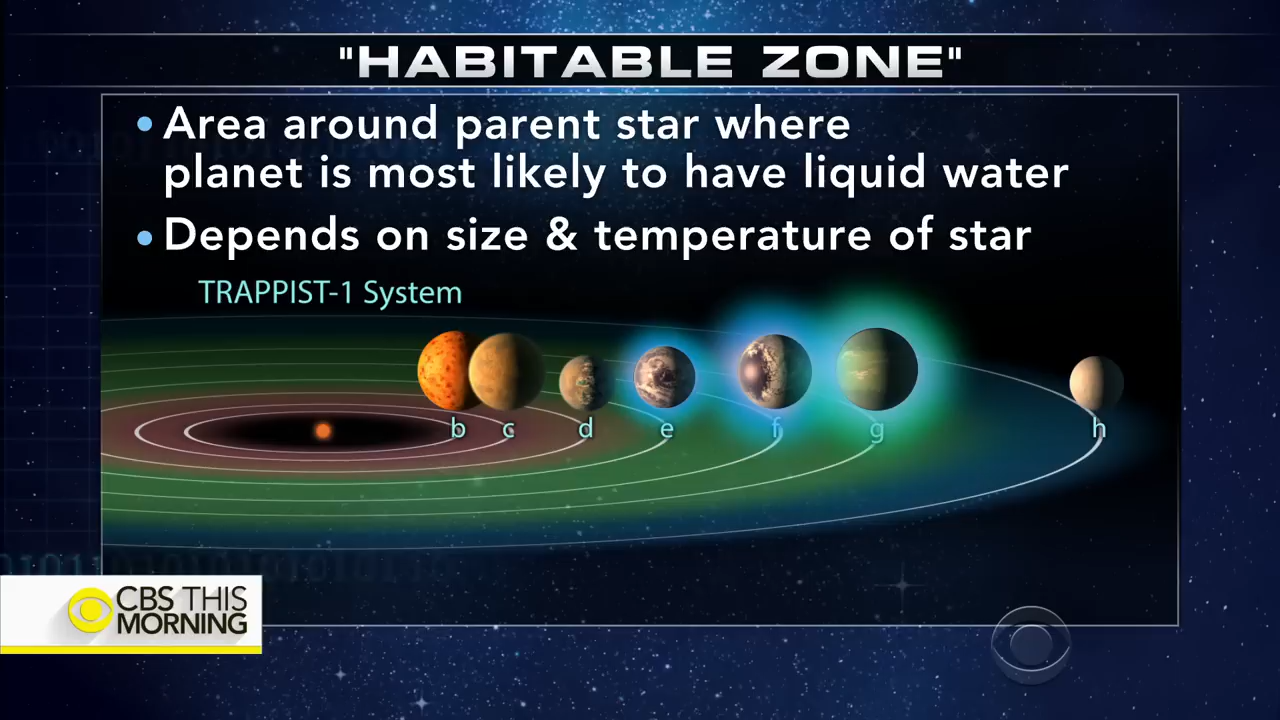 "HABITABLE ZONE"
• Area around parent star where
planet is most likely to have liquid water
• Depends on size & temperature of star
TRAPPIST-1 System
b c d e f g h
CBS THIS
MORNING